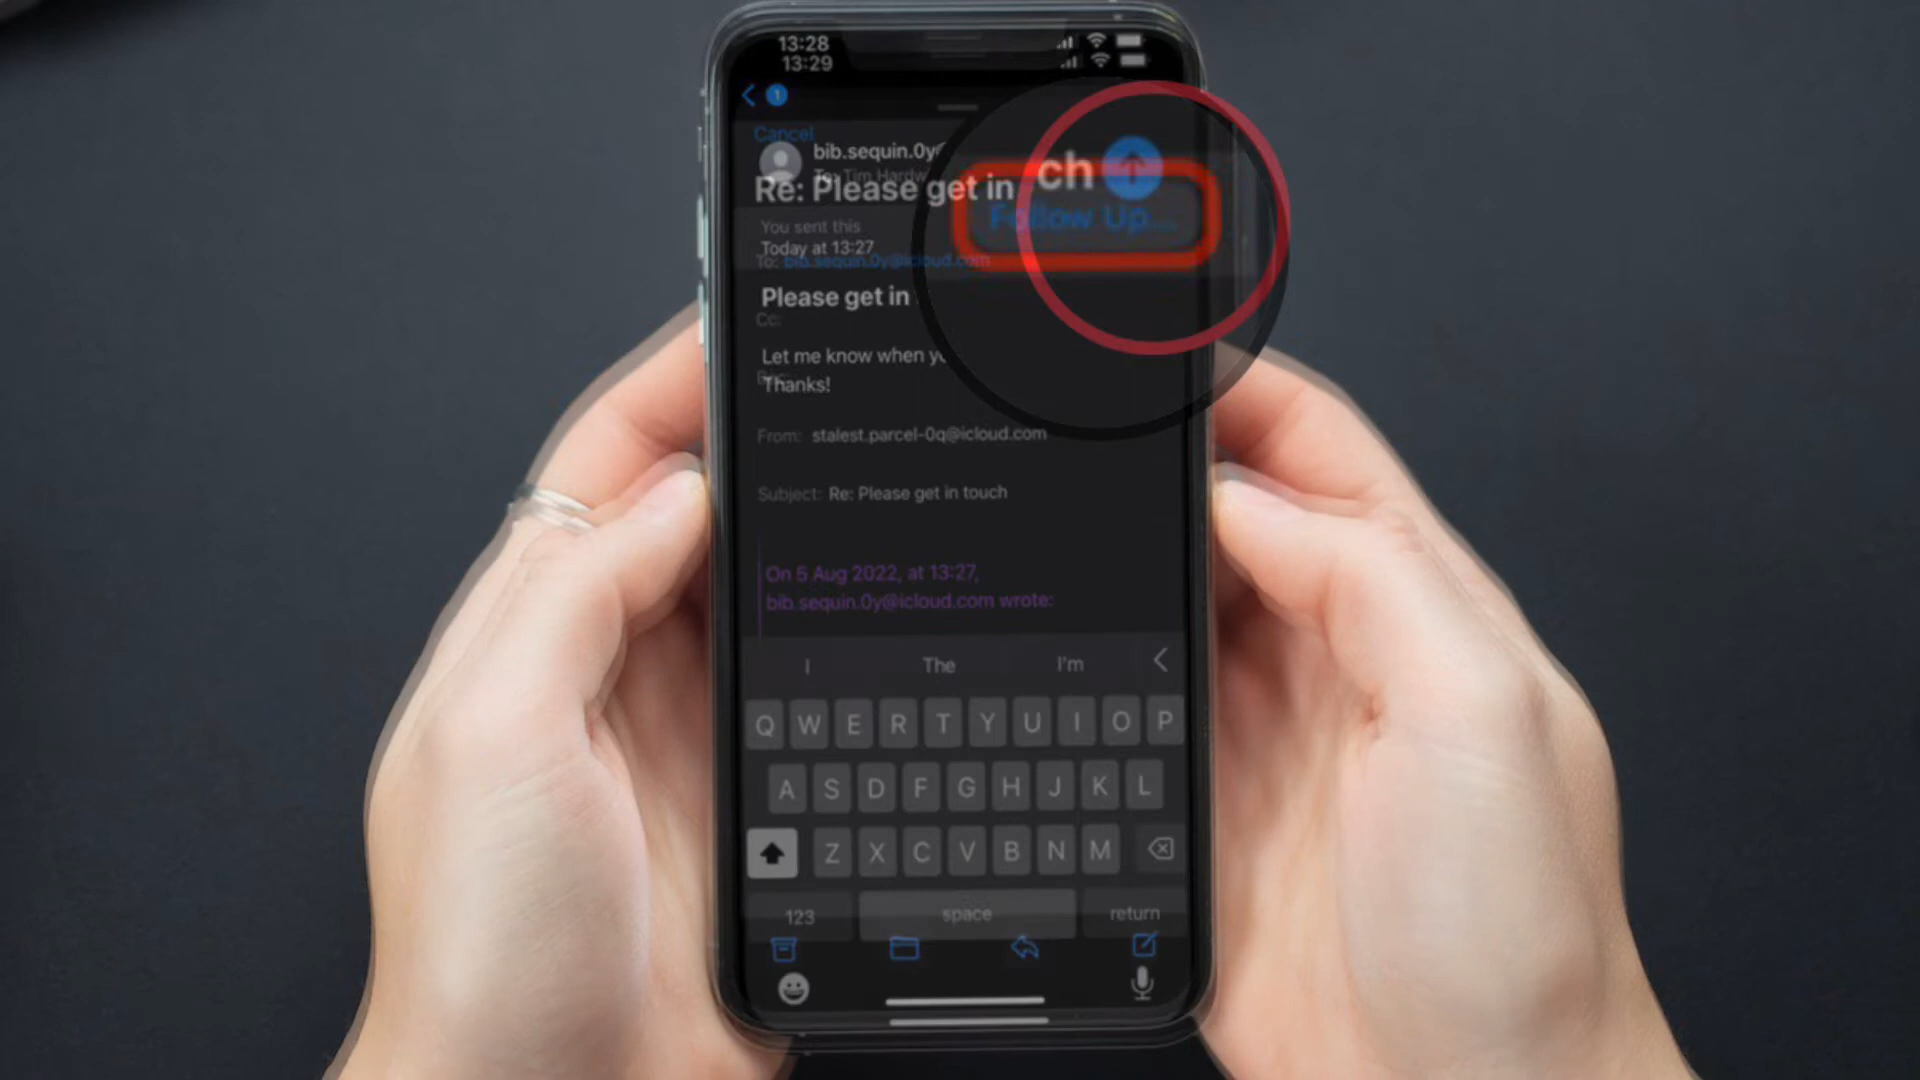 13:28
13:29
1
Cancel
bib.sequin.0y@
To: Tim Hardw
Re: Please get in ch
Follow Up...
You sent this
Today at 13:27
To: bib.sequin.0y@icloud.com
Please get in
Cc:
Let me know when yo
Thanks!
From: stalest.parcel-0q@icloud.com
Subject: Re: Please get in touch
On 5 Aug 2022, at 13:27,
bib.sequin.0y@icloud.com wrote:
I The I'm
Q W E R T Y U I O P
A S D F G H J K L
Z X C V B N M
123 space return